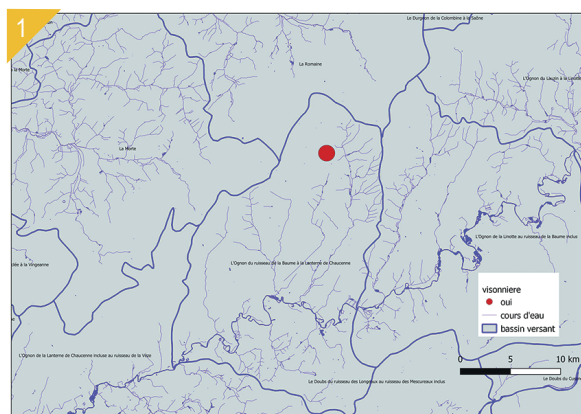 1
Le Durgeon de la Colombine à la Saône
La Romaine
la Morte
L'Ognon du Lauzin à la Linotte
La Morte
L'Ognon de la Linotte au ruisseau de la Baume inclus
à la Vingeanne
L'Ognon du ruisseau de la Baume à la Lanterne de Chaucenne
visonniere
oui
cours d'eau
bassin versant
L'Ognon de la Lanterne de Chaucenne incluse au ruisseau de la Vèze
0 5 10 km
Le Doubs du ruisseau des Longeaux au ruisseau des Mescuriaux inclus
Le Doubs du